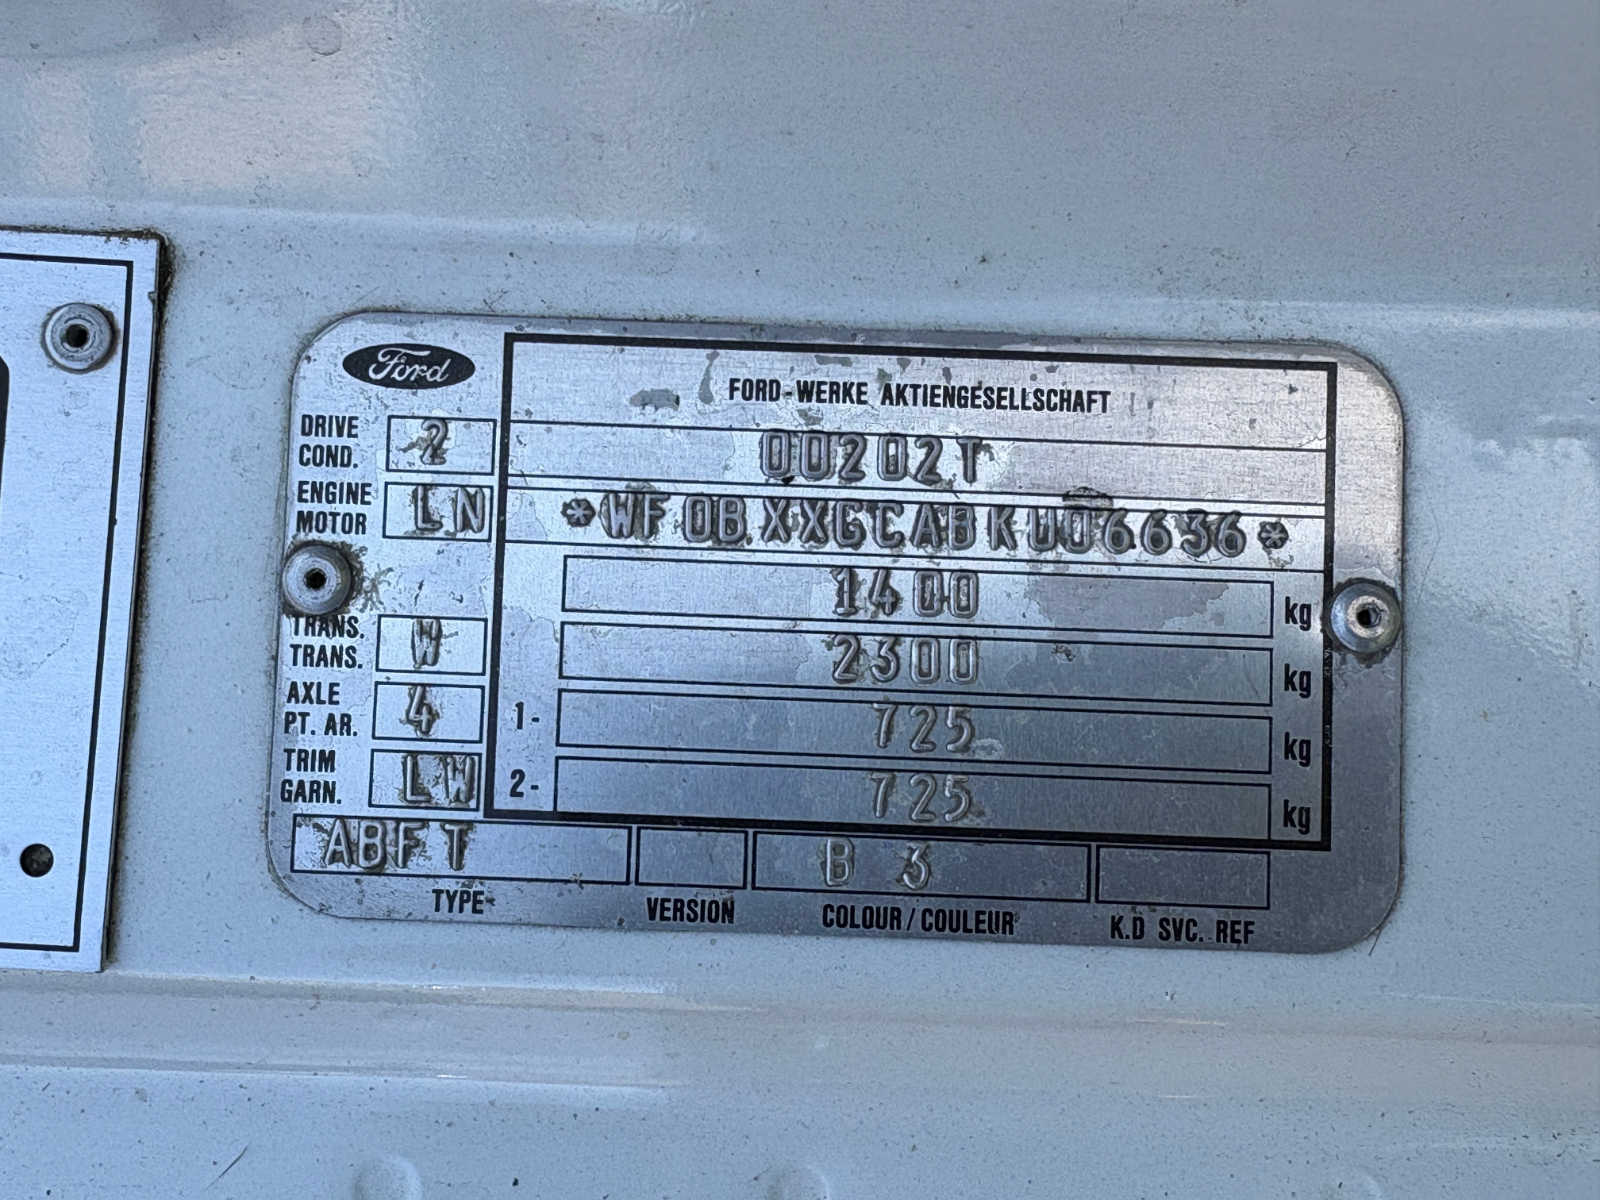 Ford
FORD-WERKE AKTIENGESELLSCHAFT
DRIVE
COND. 2
00202T
ENGINE
MOTOR LN
*WF0BXXGCABKU06636*
1400 kg
TRANS.
TRANS. W
2300 kg
AXLE
PT. AR. 4
1- 725 kg
TRIM
GARN. LW
2- 725 kg
ABFT B 3
TYPE VERSION COLOUR/COULEUR K.D SVC. REF